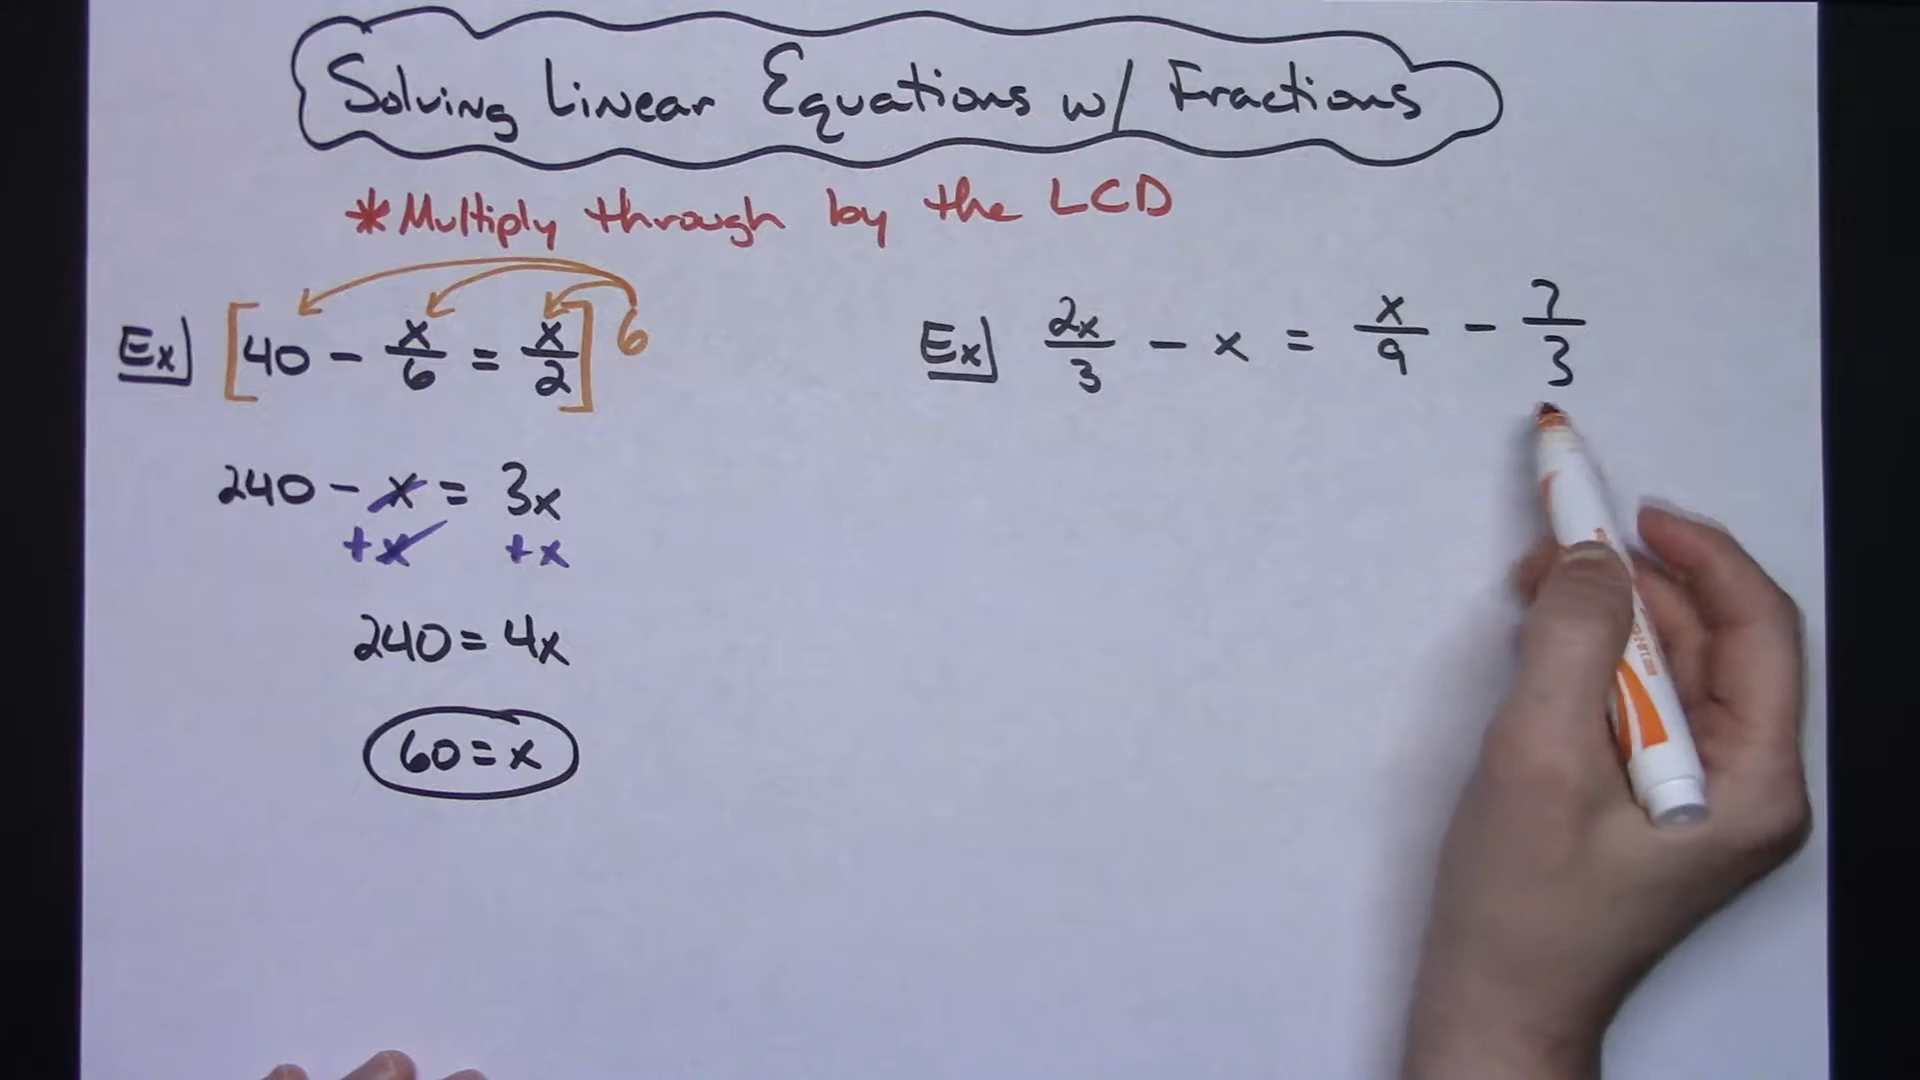 Solving Linear Equations w/ Fractions
*Multiply through by the LCD
Ex] [40 - x/6 = x/2] 6
240 - x = 3x
+x +x
240 = 4x
60 = x
Ex] 2x/3 - x = x/9 - 7/3